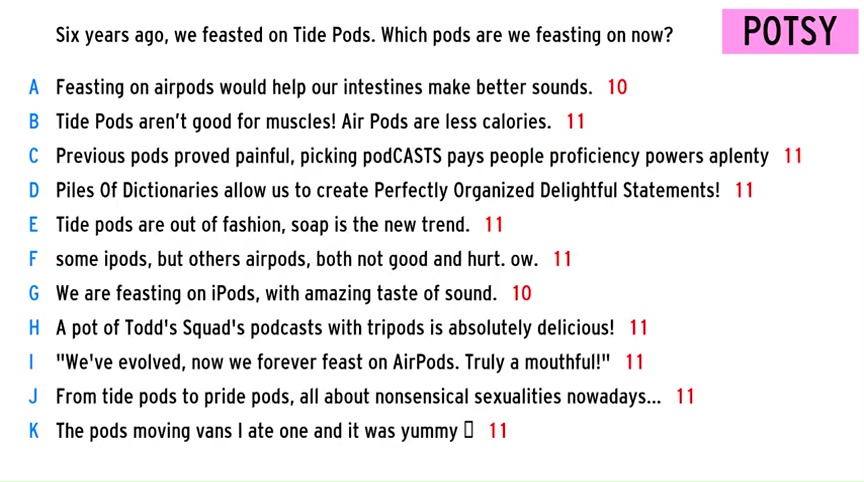 Six years ago, we feasted on Tide Pods. Which pods are we feasting on now?
POTSY
A Feasting on airpods would help our intestines make better sounds. 10
B Tide Pods aren't good for muscles! Air Pods are less calories. 11
C Previous pods proved painful, picking podCASTS pays people proficiency powers aplenty 11
D Piles Of Dictionaries allow us to create Perfectly Organized Delightful Statements! 11
E Tide pods are out of fashion, soap is the new trend. 11
F some ipods, but others airpods, both not good and hurt. ow. 11
G We are feasting on iPods, with amazing taste of sound. 10
H A pot of Todd's Squad's podcasts with tripods is absolutely delicious! 11
I "We've evolved, now we forever feast on AirPods. Truly a mouthful!" 11
J From tide pods to pride pods, all about nonsensical sexualities nowadays... 11
K The pods moving vans I ate one and it was yummy ▯ 11